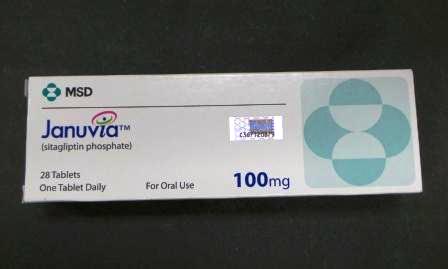 MSD
Januvia™
(sitagliptin phosphate)
28 Tablets
One Tablet Daily
For Oral Use
100mg